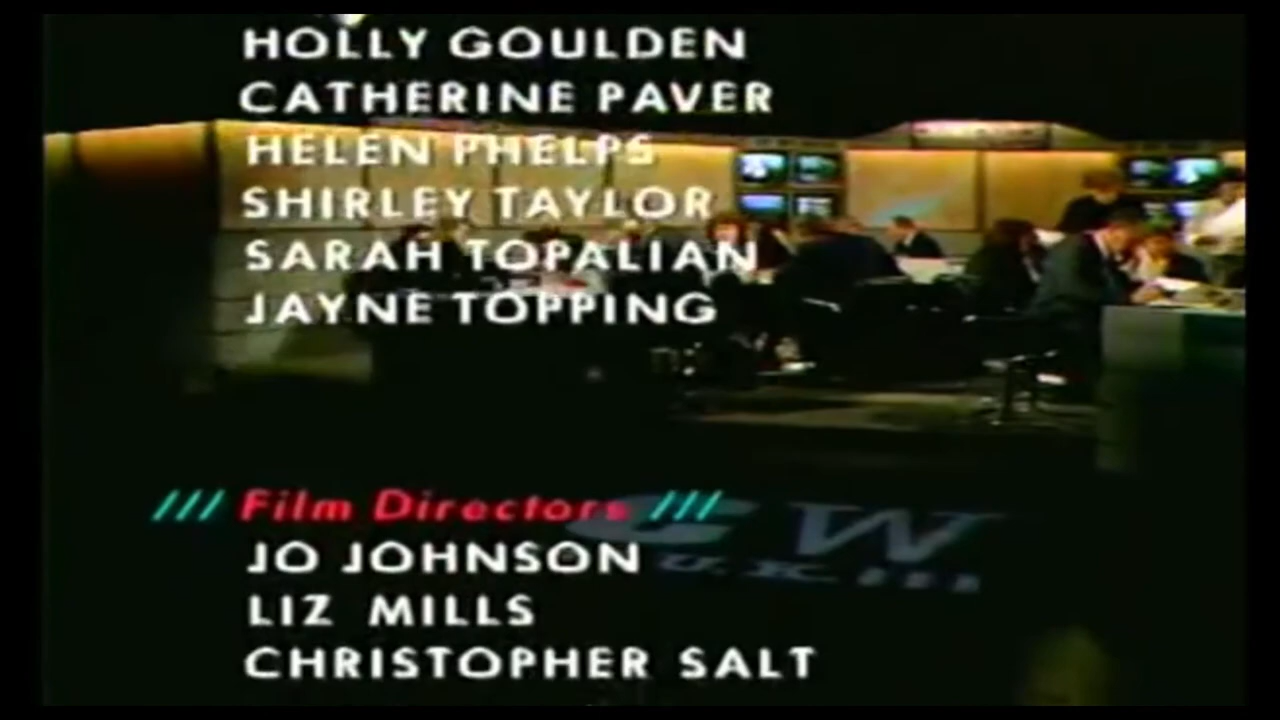 HOLLY GOULDEN
CATHERINE PAVER
HELEN PHELPS
SHIRLEY TAYLOR
SARAH TOPALIAN
JAYNE TOPPING
/// Film Directors ///
JO JOHNSON
LIZ MILLS
CHRISTOPHER SALT
CW
U.K.